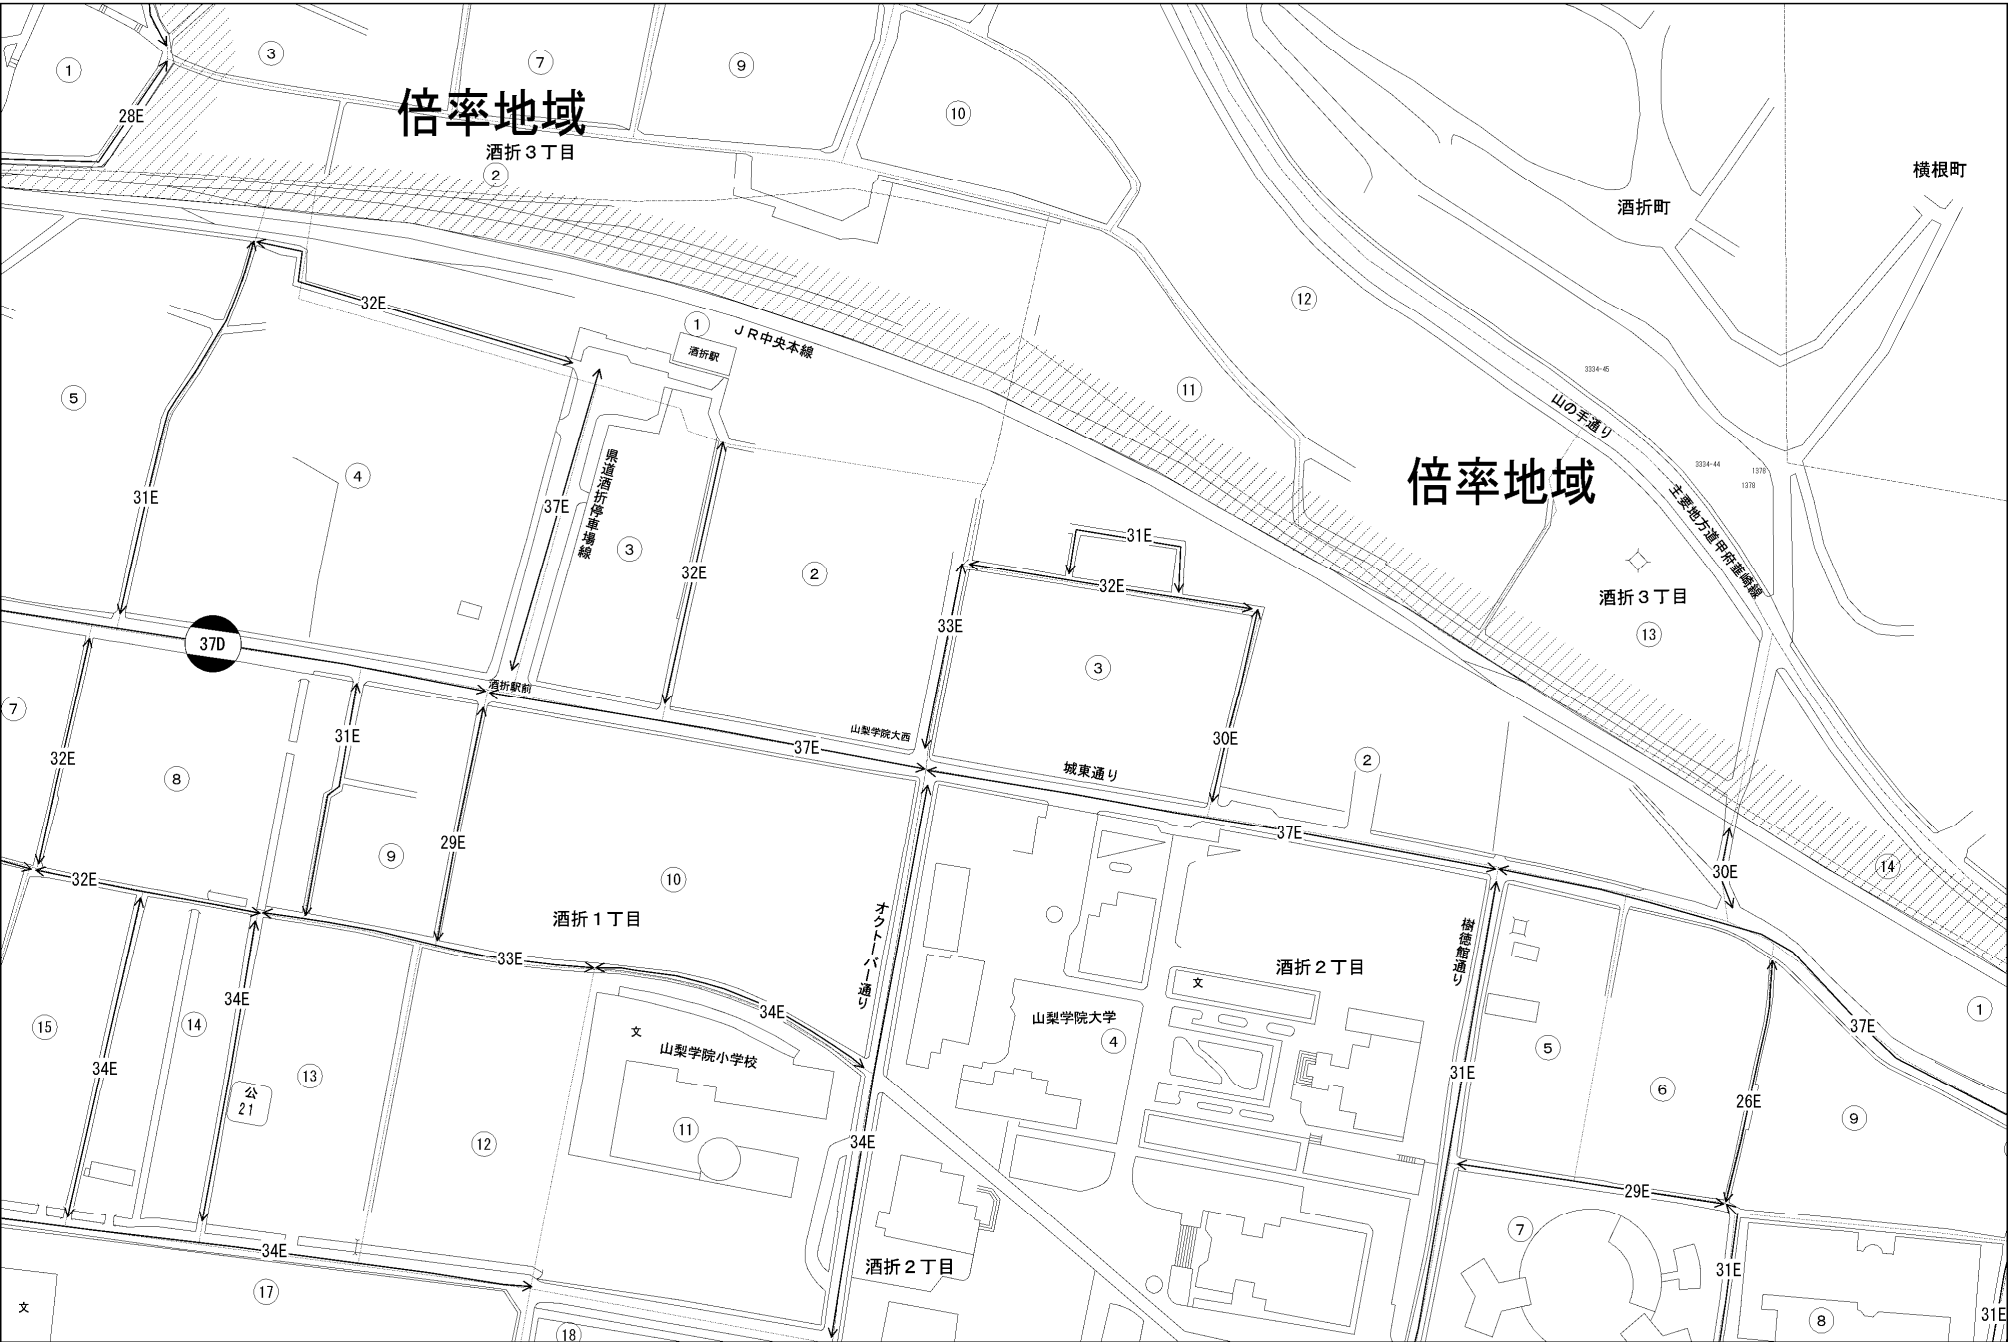 ③
⑦
⑨
①
⑩
28E
倍率地域
酒折３丁目
②
横根町
酒折町
32E
⑫
①
ＪＲ中央本線
酒折駅
3334-45
⑤
⑪
山の手通り
④
県道酒折停車場線
倍率地域
3334-44
1378
1378
31E
37E
主要地方道甲府韮崎線
③
31E
32E
②
32E
酒折３丁目
33E
⑬
37D
③
酒折駅前
⑦
31E
山梨学院大西
32E
37E
30E
②
城東通り
⑧
37E
29E
⑨
⑭
30E
32E
⑩
酒折１丁目
オクトーバー通り
樹徳館通り
33E
酒折２丁目
文
34E
34E
①
⑮
⑭
文
山梨学院大学
37E
④
⑤
山梨学院小学校
34E
⑬
31E
⑥
公
21
26E
⑪
⑨
⑫
34E
29E
⑦
34E
酒折２丁目
31E
⑰
文
31E
⑧
⑱